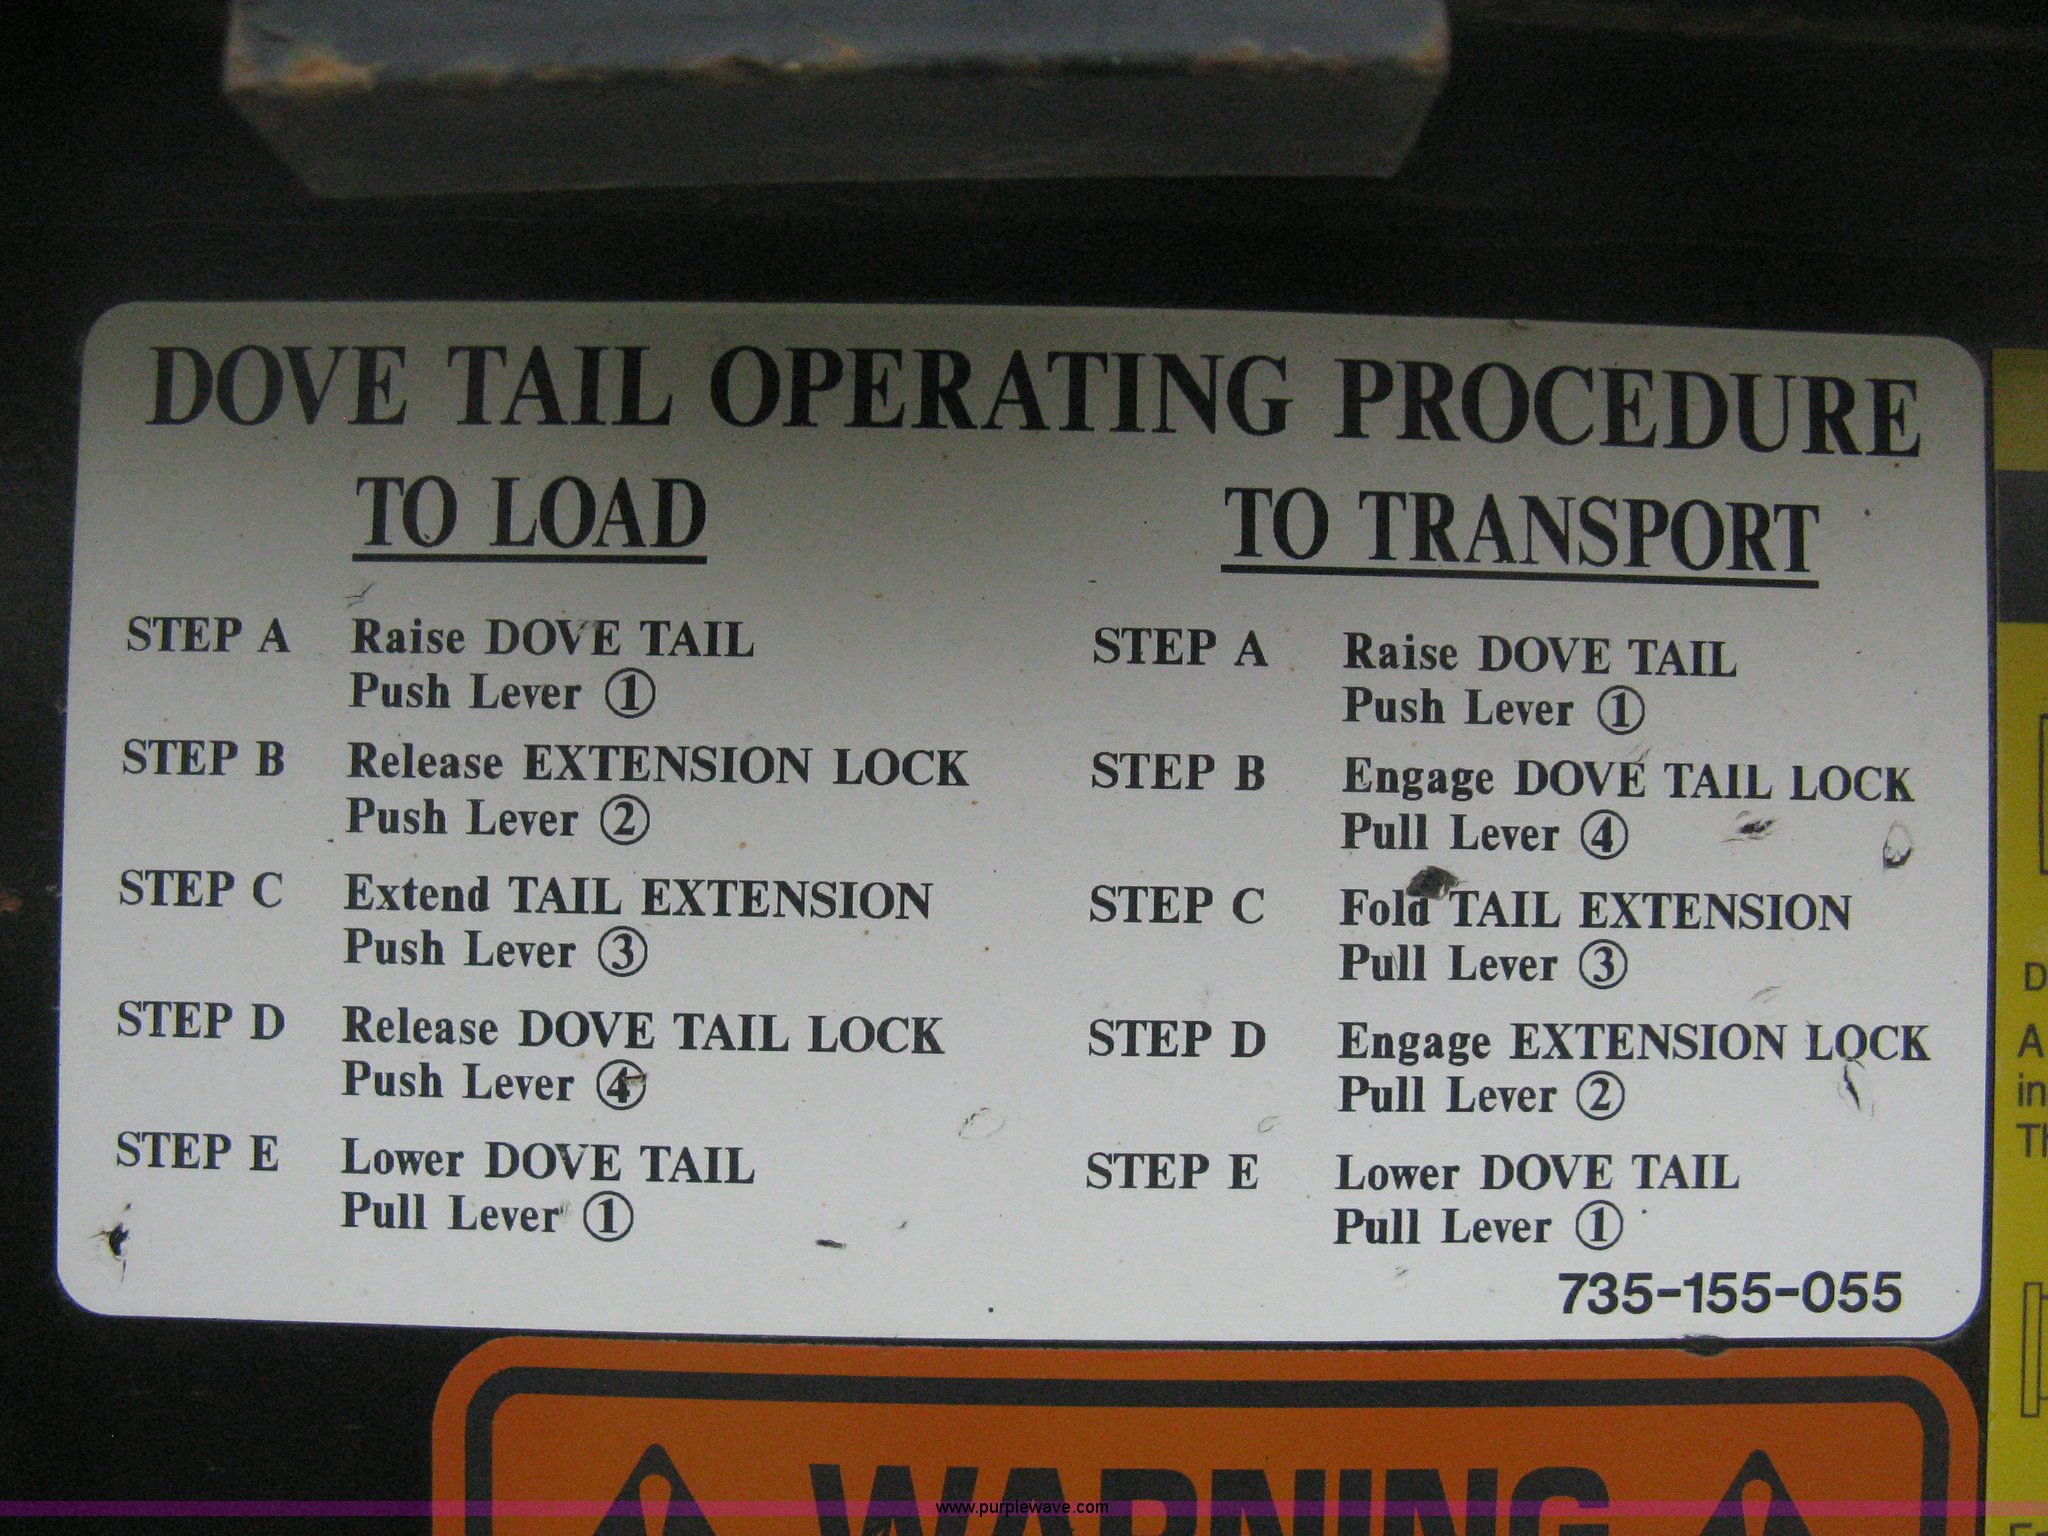 DOVE TAIL OPERATING PROCEDURE
TO LOAD
STEP A Raise DOVE TAIL
Push Lever ①
STEP B Release EXTENSION LOCK
Push Lever ②
STEP C Extend TAIL EXTENSION
Push Lever ③
STEP D Release DOVE TAIL LOCK
Push Lever ④
STEP E Lower DOVE TAIL
Pull Lever ①
TO TRANSPORT
STEP A Raise DOVE TAIL
Push Lever ①
STEP B Engage DOVE TAIL LOCK
Pull Lever ④
STEP C Fold TAIL EXTENSION
Pull Lever ③
STEP D Engage EXTENSION LOCK
Pull Lever ②
STEP E Lower DOVE TAIL
Pull Lever ①
735-155-055
WARNING
www.purplewave.com